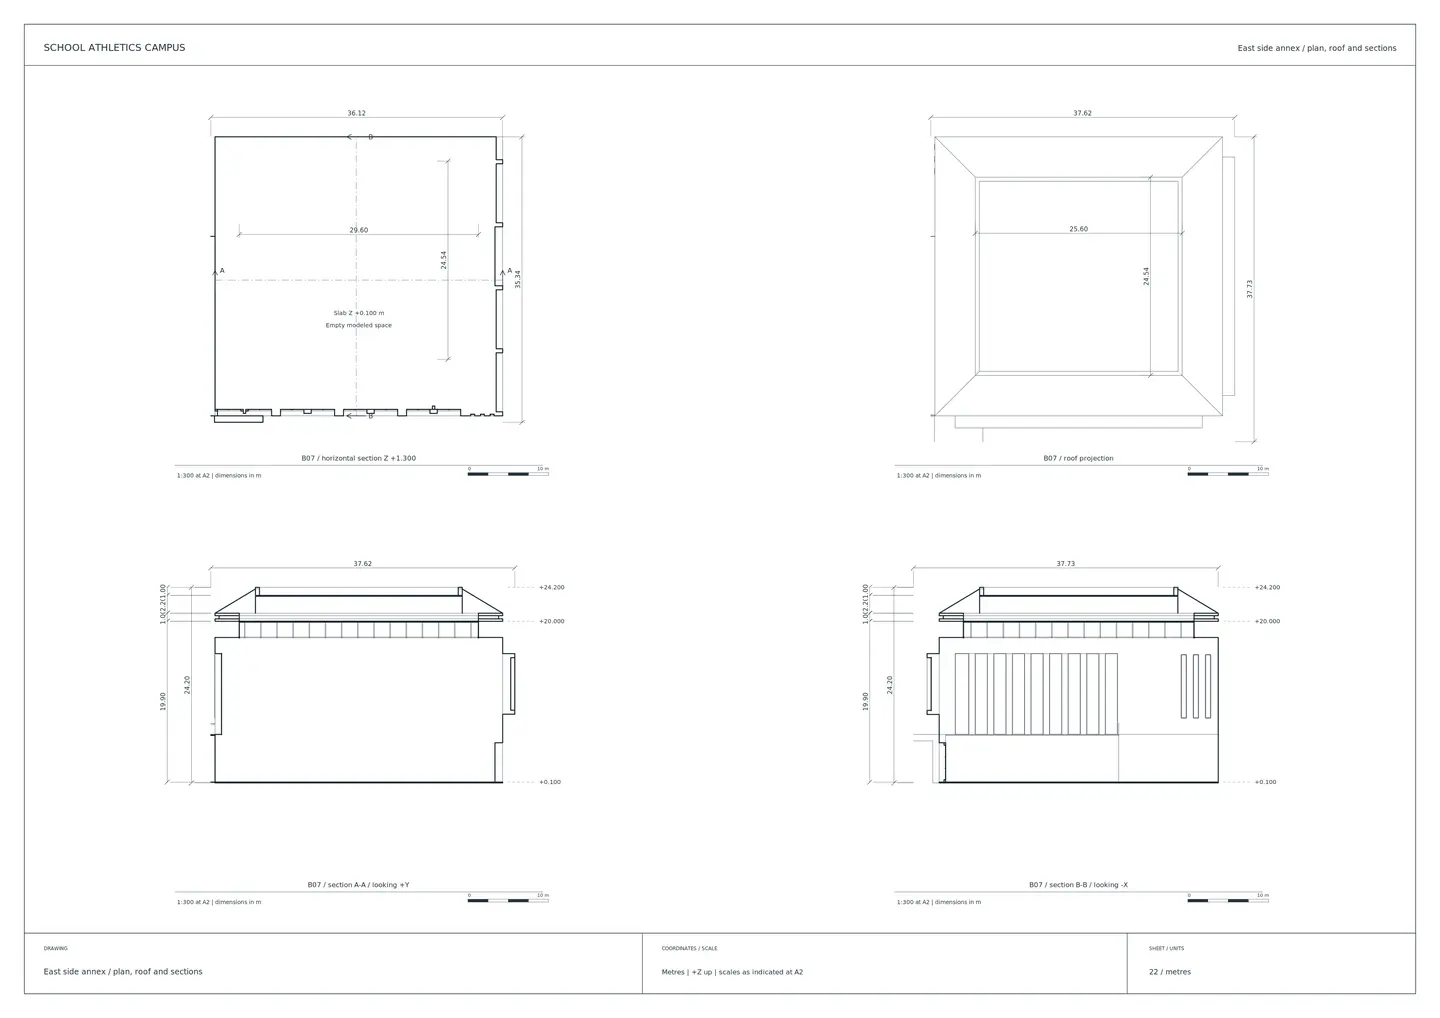 SCHOOL ATHLETICS CAMPUS
East side annex / plan, roof and sections
36.12
B
29.60
24.54
35.34
A
A
Slab Z +0.100 m
Empty modeled space
B
B07 / horizontal section Z +1.300
1:300 at A2 | dimensions in m
0 10 m
37.62
25.60
24.54
37.73
B07 / roof projection
1:300 at A2 | dimensions in m
0 10 m
37.62
1.00
19.90
24.20
+24.200
+20.000
+0.100
B07 / section A-A / looking +Y
1:300 at A2 | dimensions in m
0 10 m
37.73
1.00
19.90
24.20
+24.200
+20.000
+0.100
B07 / section B-B / looking -X
1:300 at A2 | dimensions in m
0 10 m
DRAWING
East side annex / plan, roof and sections
COORDINATES / SCALE
Metres | +Z up | scales as indicated at A2
SHEET / UNITS
22 / metres